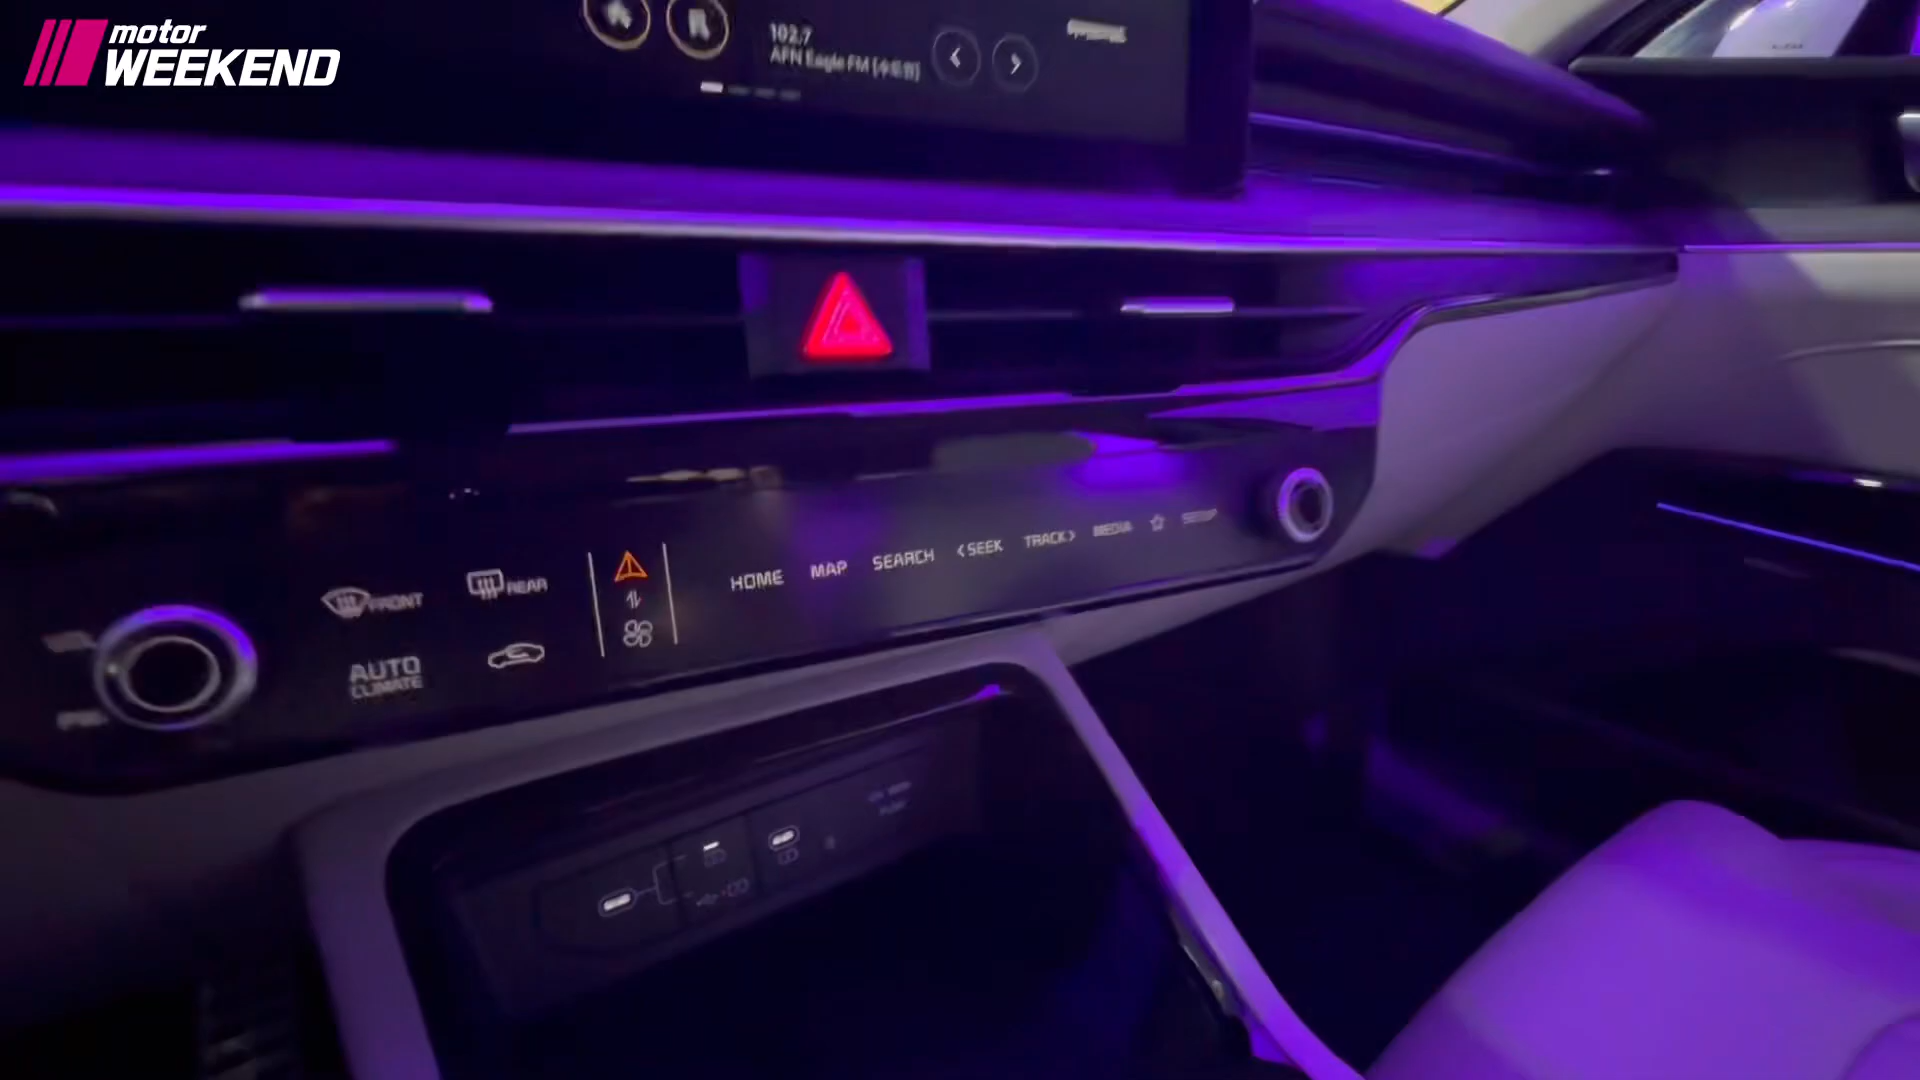 motor
WEEKEND
102.7
AFN Eagle FM
FRONT
REAR
AUTO
CLIMATE
HOME
MAP
SEARCH
<SEEK
TRACK>
MEDIA